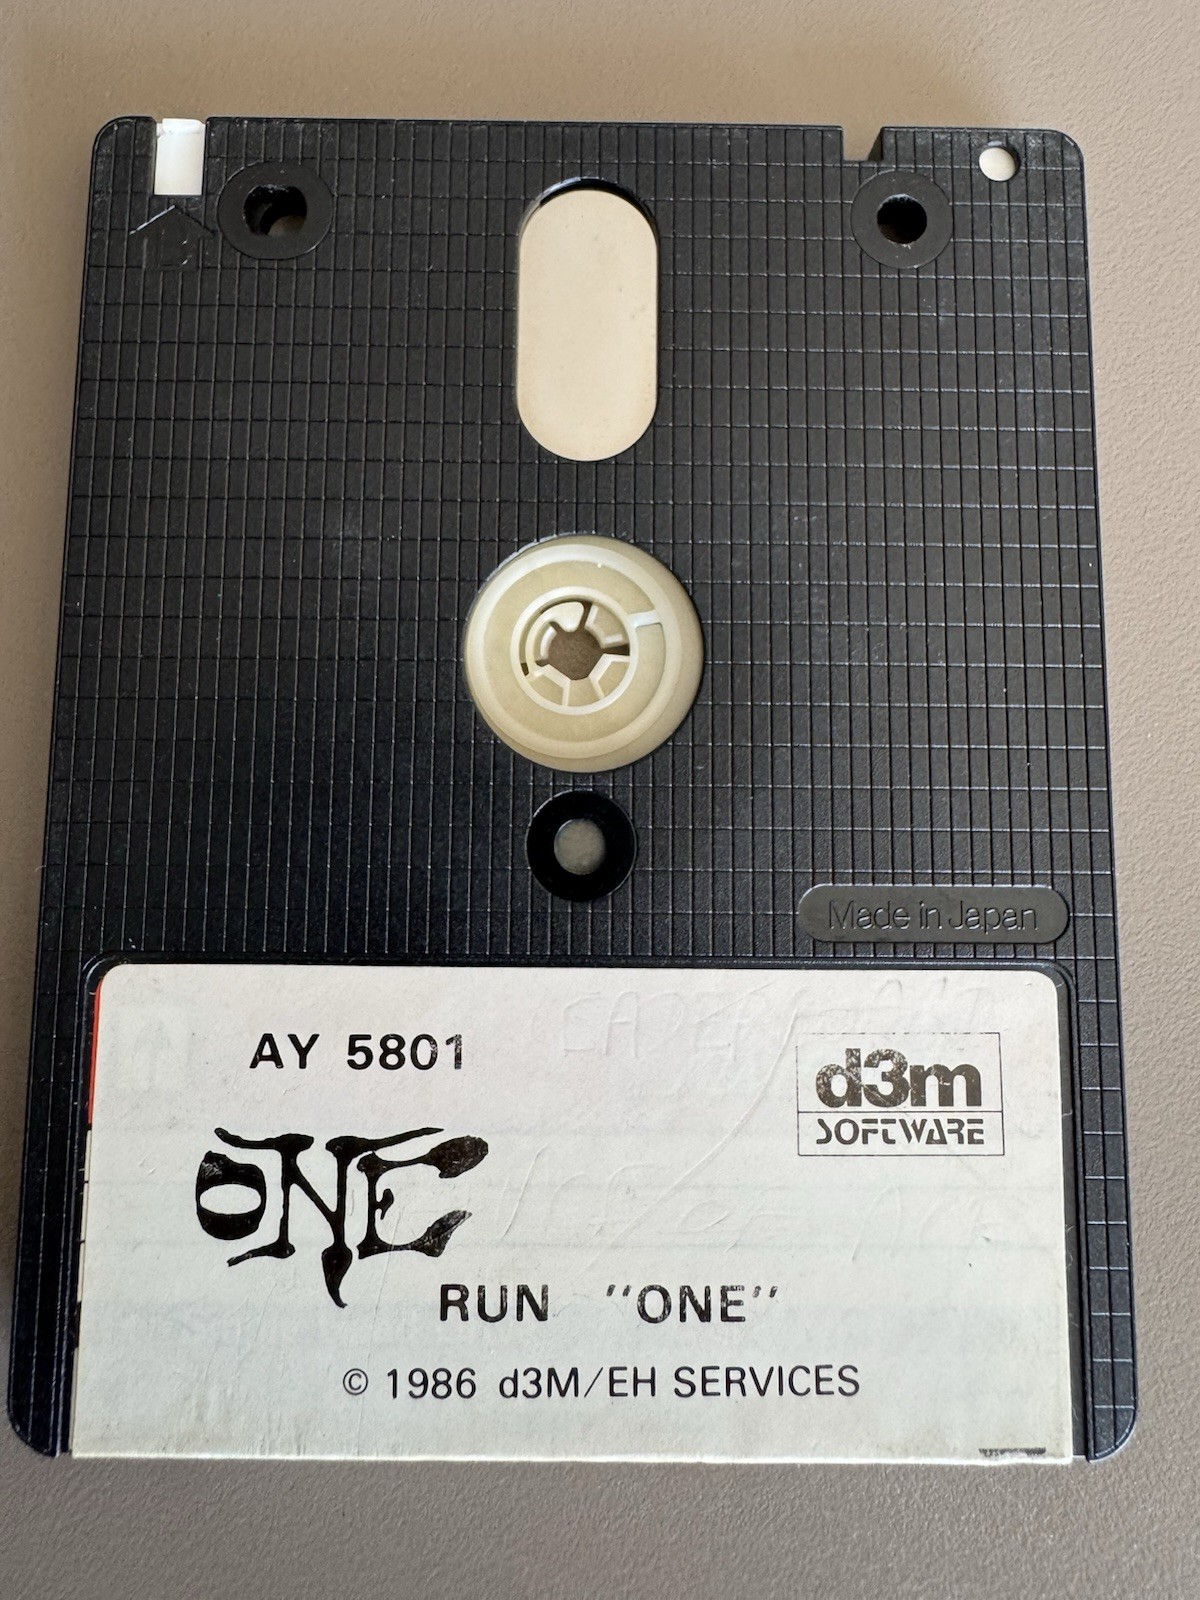 Made in Japan
AY 5801
d3m
SOFTWARE
ONE
RUN "ONE"
© 1986 d3M/EH SERVICES